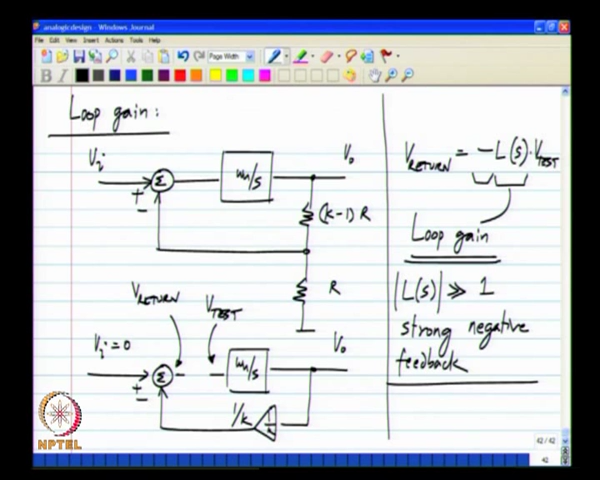 analogicdesign - Windows Journal
File Edit View Insert Actions Tools Help
Page Width
B I
Loop gain:
Vi
+
-
Σ
ωu/s
Vo
(k-1)R
R
VRETURN
VTEST
Vi=0
+
-
Σ
ωu/s
Vo
1/k
1/k
VRETURN = -L(s)·VTEST
Loop gain
|L(s)| ≫ 1
strong negative
feedback
NPTEL
42 / 42
42